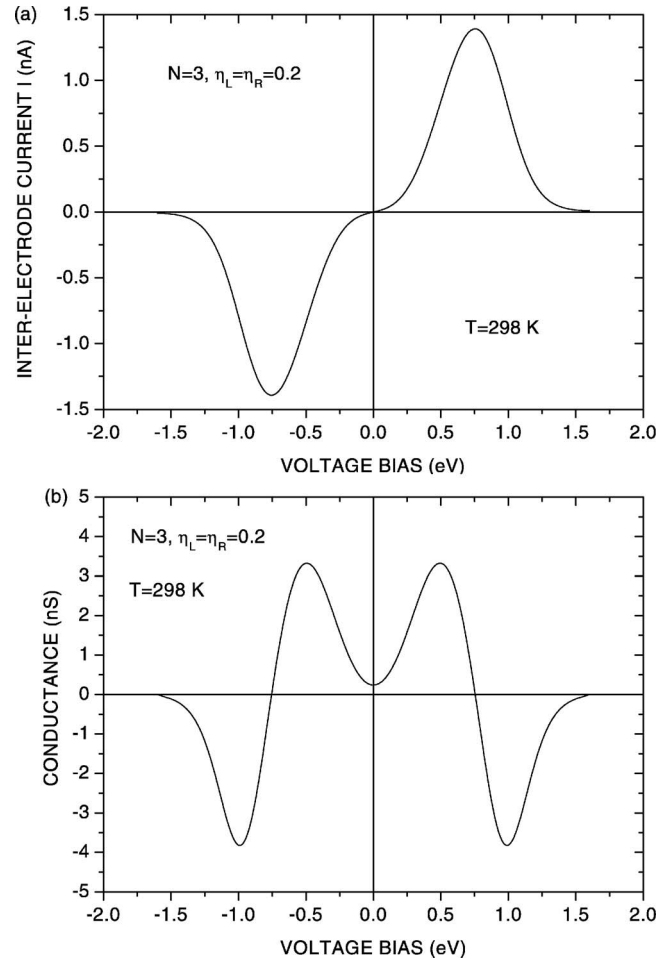 (a)
INTER-ELECTRODE CURRENT I (nA)
1.5
1.0
0.5
0.0
-0.5
-1.0
-1.5
N=3, η_L=η_R=0.2
T=298 K
-2.0 -1.5 -1.0 -0.5 0.0 0.5 1.0 1.5 2.0
VOLTAGE BIAS (eV)
(b)
CONDUCTANCE (nS)
5
4
3
2
1
0
-1
-2
-3
-4
-5
N=3, η_L=η_R=0.2
T=298 K
-2.0 -1.5 -1.0 -0.5 0.0 0.5 1.0 1.5 2.0
VOLTAGE BIAS (eV)